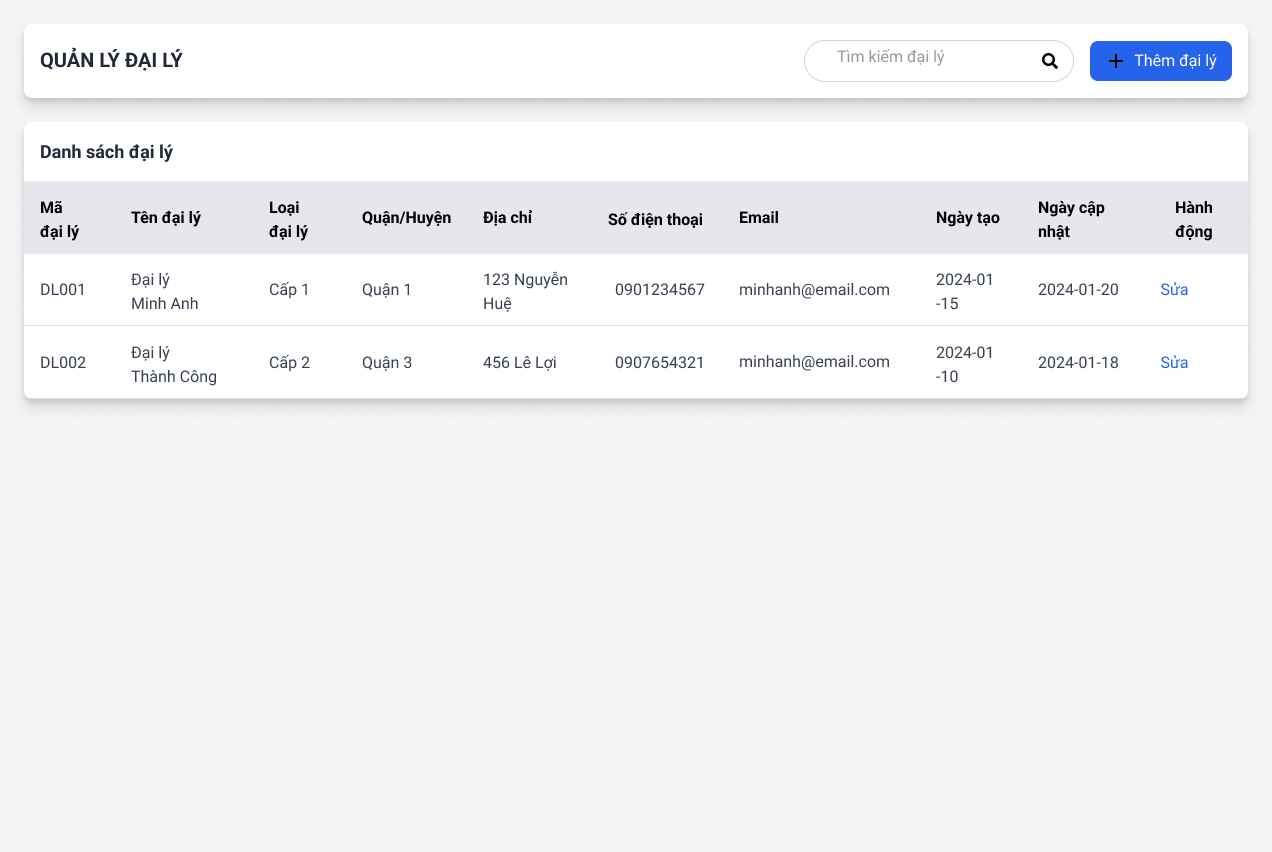 QUẢN LÝ ĐẠI LÝ
Tìm kiếm đại lý
Thêm đại lý
Danh sách đại lý
Mã
đại lý
Tên đại lý
Loại
đại lý
Quận/Huyện
Địa chỉ
Số điện thoại
Email
Ngày tạo
Ngày cập
nhật
Hành
động
DL001
Đại lý
Minh Anh
Cấp 1
Quận 1
123 Nguyễn
Huệ
0901234567
minhanh@email.com
2024-01
-15
2024-01-20
Sửa
DL002
Đại lý
Thành Công
Cấp 2
Quận 3
456 Lê Lợi
0907654321
minhanh@email.com
2024-01
-10
2024-01-18
Sửa